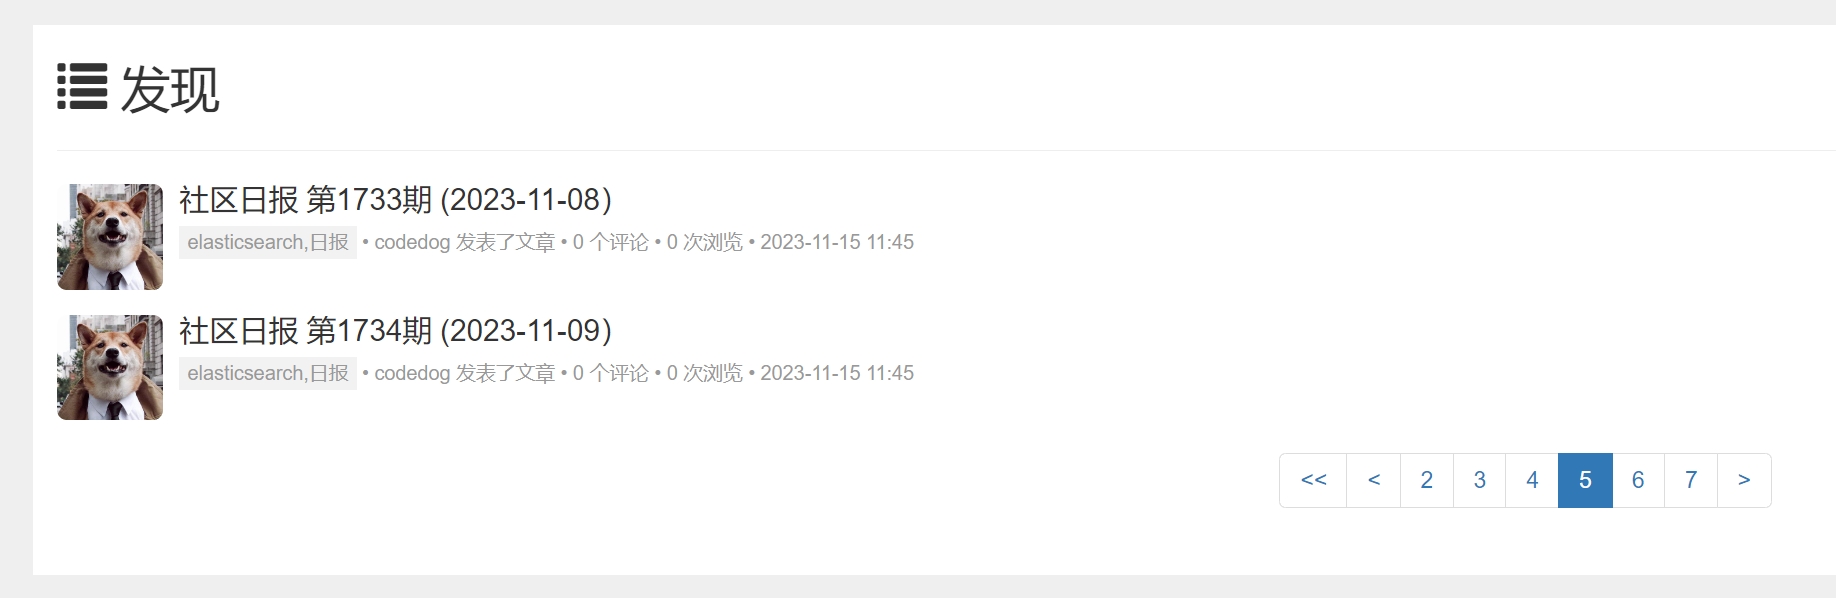 发现
社区日报 第1733期 (2023-11-08）
elasticsearch,日报 • codedog 发表了文章 • 0 个评论 • 0 次浏览 • 2023-11-15 11:45
社区日报 第1734期 (2023-11-09）
elasticsearch,日报 • codedog 发表了文章 • 0 个评论 • 0 次浏览 • 2023-11-15 11:45
<< < 2 3 4 5 6 7 >